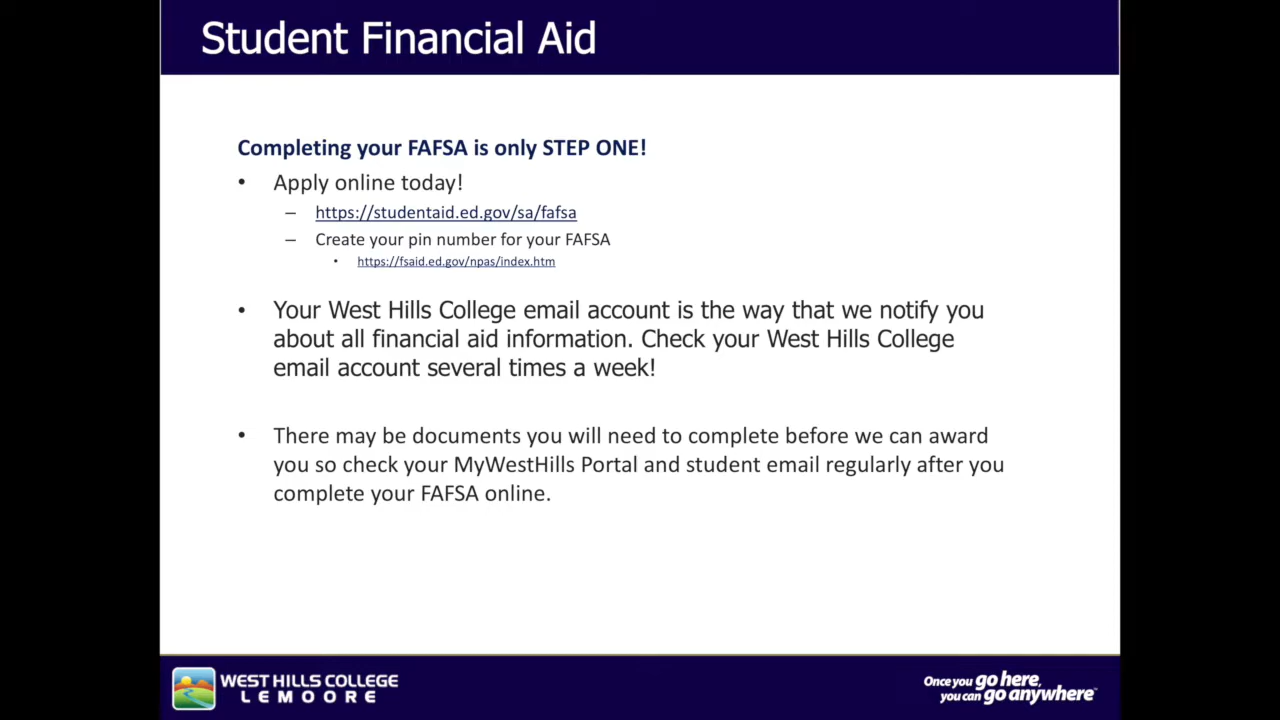 Student Financial Aid
Completing your FAFSA is only STEP ONE!
• Apply online today!
– https://studentaid.ed.gov/sa/fafsa
– Create your pin number for your FAFSA
• https://fsaid.ed.gov/npas/index.htm
• Your West Hills College email account is the way that we notify you
about all financial aid information. Check your West Hills College
email account several times a week!
• There may be documents you will need to complete before we can award
you so check your MyWestHills Portal and student email regularly after you
complete your FAFSA online.
WEST HILLS COLLEGE
LEMOORE
Once you go here,
you can go anywhere™